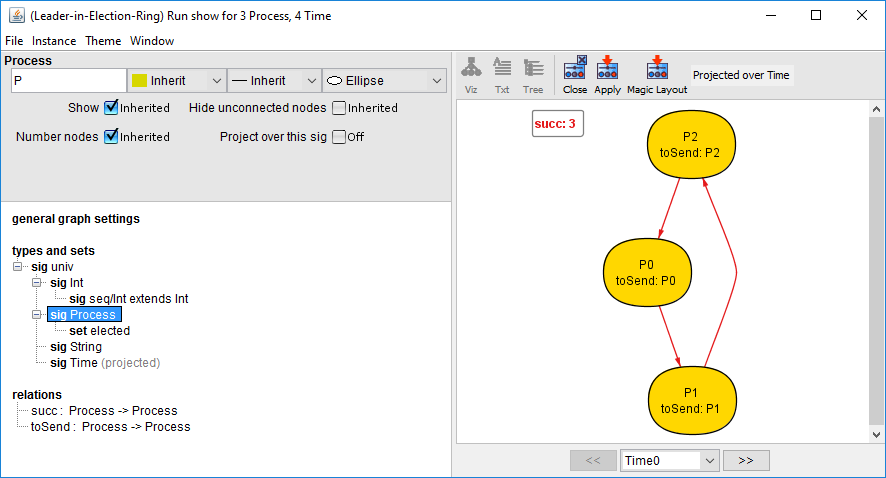 (Leader-in-Election-Ring) Run show for 3 Process, 4 Time
File Instance Theme Window
Process
P
Inherit
Inherit
Ellipse
Show Inherited
Hide unconnected nodes Inherited
Number nodes Inherited
Project over this sig Off
general graph settings
types and sets
sig univ
sig Int
sig seq/Int extends Int
sig Process
set elected
sig String
sig Time (projected)
relations
succ : Process -> Process
toSend : Process -> Process
Viz Txt Tree Close Apply Magic Layout
Projected over Time
succ: 3
P2
toSend: P2
P0
toSend: P0
P1
toSend: P1
<< Time0 >>